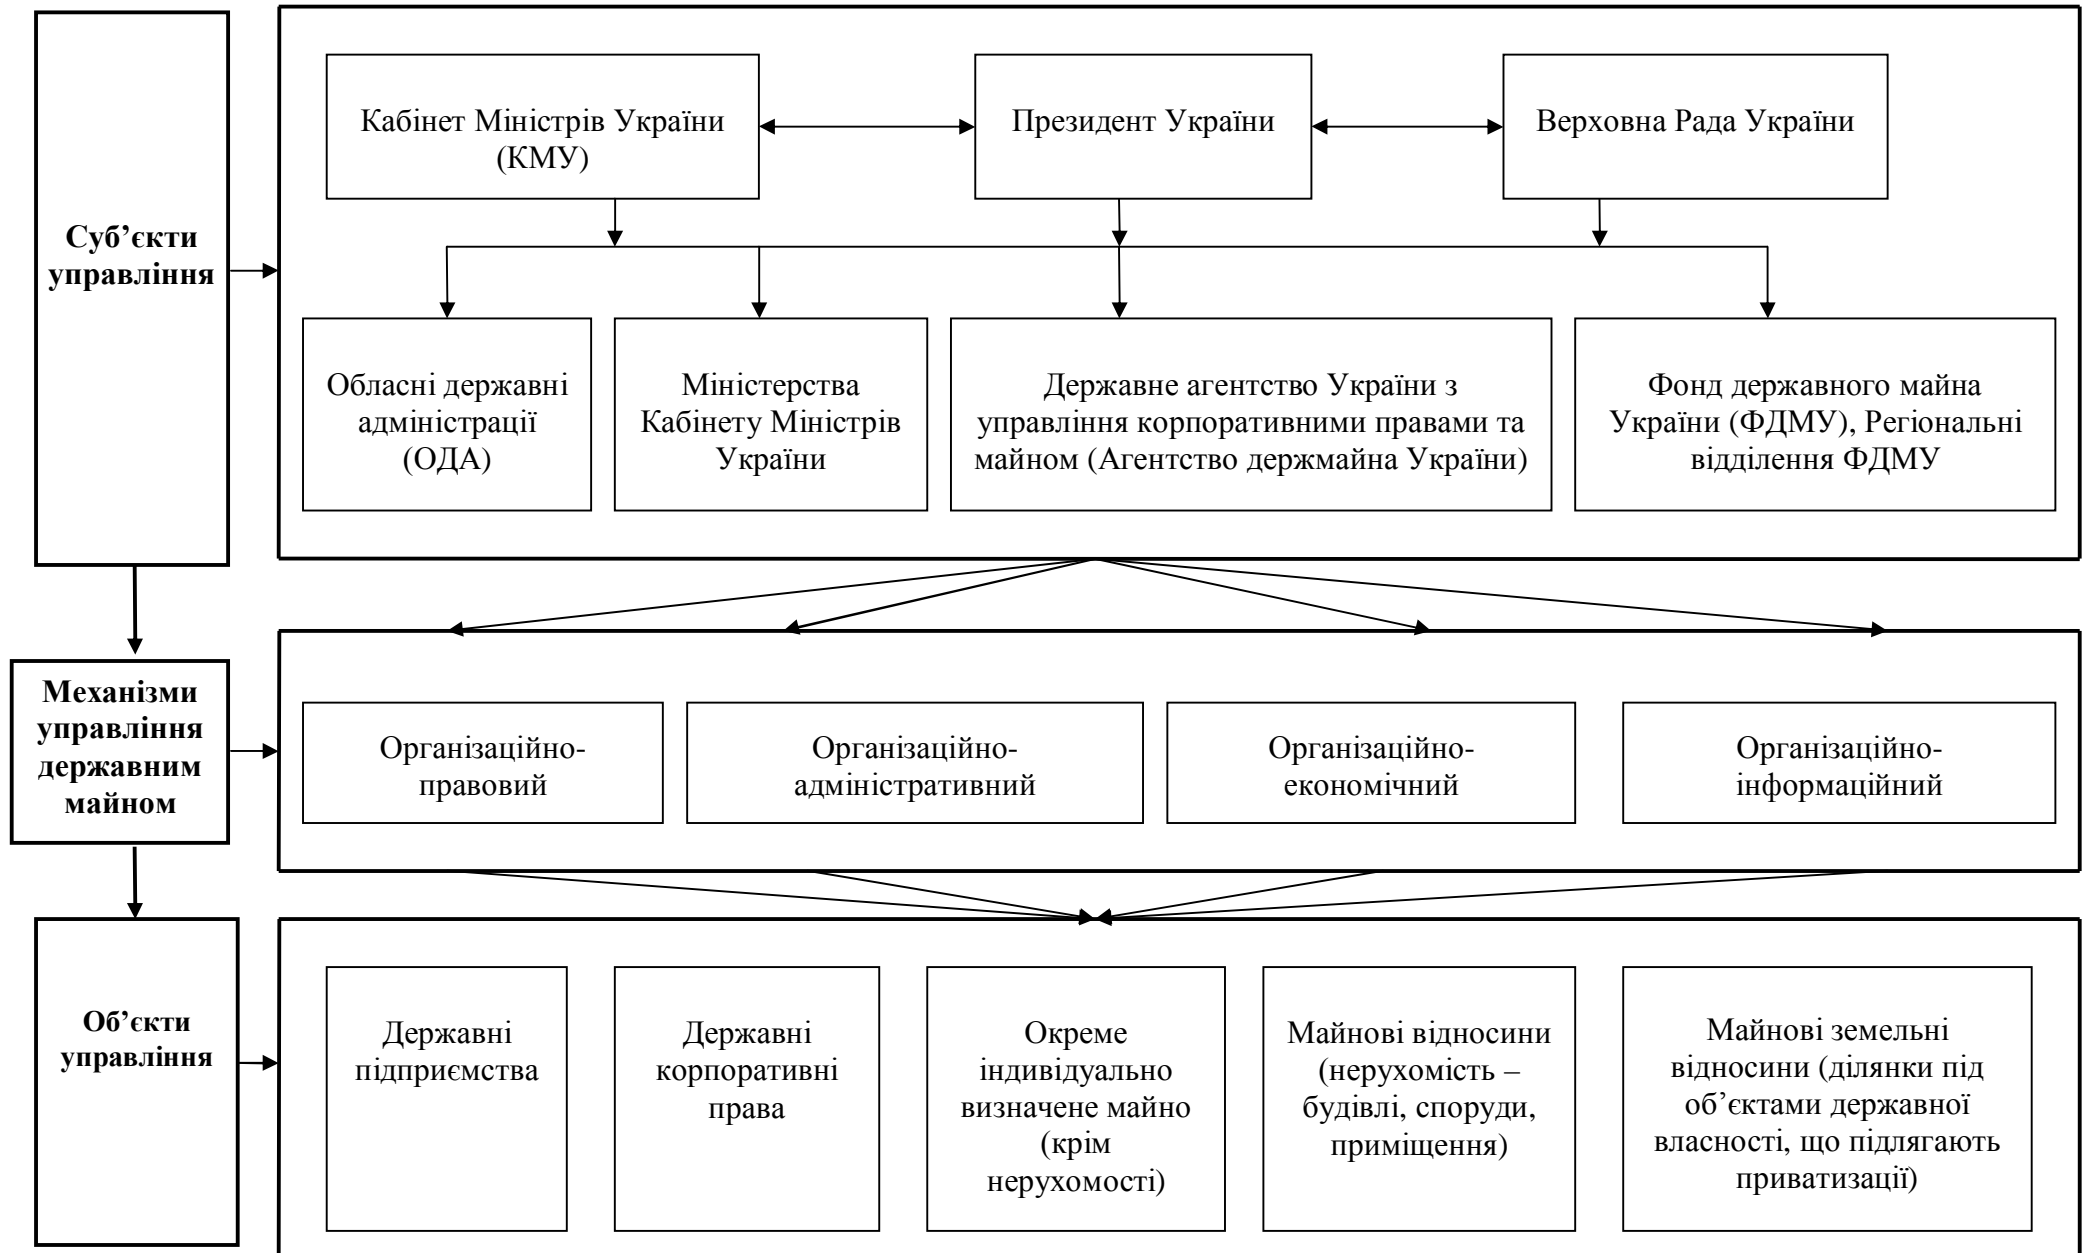 Кабінет Міністрів України
(КМУ)
Президент України
Верховна Рада України
Суб’єкти
управління
Обласні державні
адміністрації
(ОДА)
Міністерства
Кабінету Міністрів
України
Державне агентство України з
управління корпоративними правами та
майном (Агентство держмайна України)
Фонд державного майна
України (ФДМУ), Регіональні
відділення ФДМУ
Механізми
управління
державним
майном
Організаційно-
правовий
Організаційно-
адміністративний
Організаційно-
економічний
Організаційно-
інформаційний
Об’єкти
управління
Державні
підприємства
Державні
корпоративні
права
Окреме
індивідуально
визначене майно
(крім
нерухомості)
Майнові відносини
(нерухомість –
будівлі, споруди,
приміщення)
Майнові земельні
відносини (ділянки під
об’єктами державної
власності, що підлягають
приватизації)